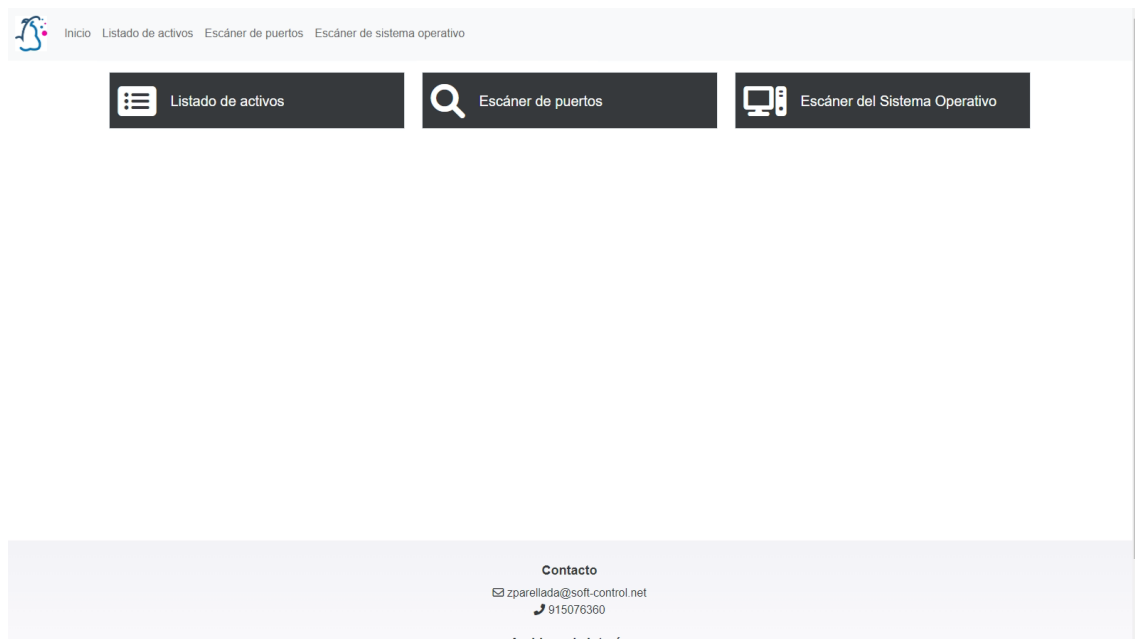 Inicio Listado de activos Escáner de puertos Escáner de sistema operativo
Listado de activos
Escáner de puertos
Escáner del Sistema Operativo
Contacto
zparellada@soft-control.net
915076360